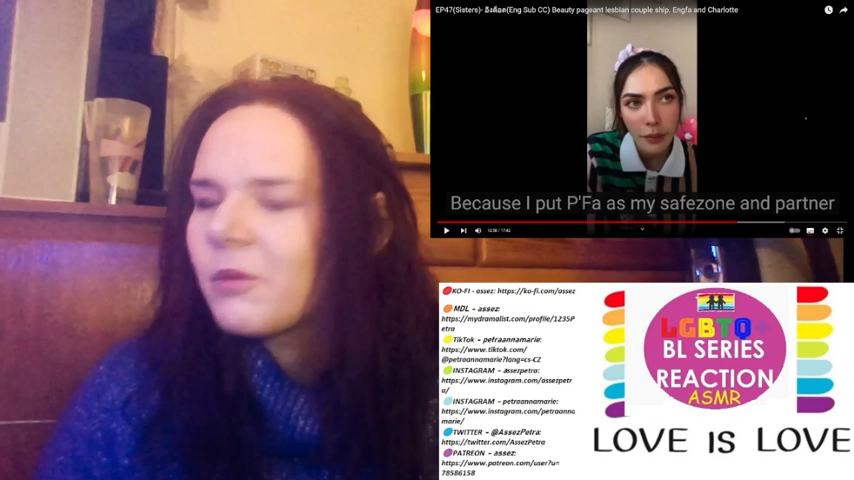 EP47(Sisters)- อิงล็อต(Eng Sub CC) Beauty pageant lesbian couple ship. Engfa and Charlotte
Because I put P'Fa as my safezone and partner
KO-FI - assez: https://ko-fi.com/assez
MDL – assez:
https://mydramalist.com/profile/1235P
etra
TikTok – petraannamarie:
https://www.tiktok.com/
@petraannamarie?lang=cs-CZ
INSTAGRAM – assezpetra:
https://www.instagram.com/assezpetr
a/
INSTAGRAM – petraannamarie:
https://www.instagram.com/petraanna
marie/
TWITTER – @AssezPetra:
https://twitter.com/AssezPetra
PATREON – assez:
https://www.patreon.com/user?u=
78586158
LGBTQ+
BL SERIES
REACTION
ASMR
LOVE IS LOVE